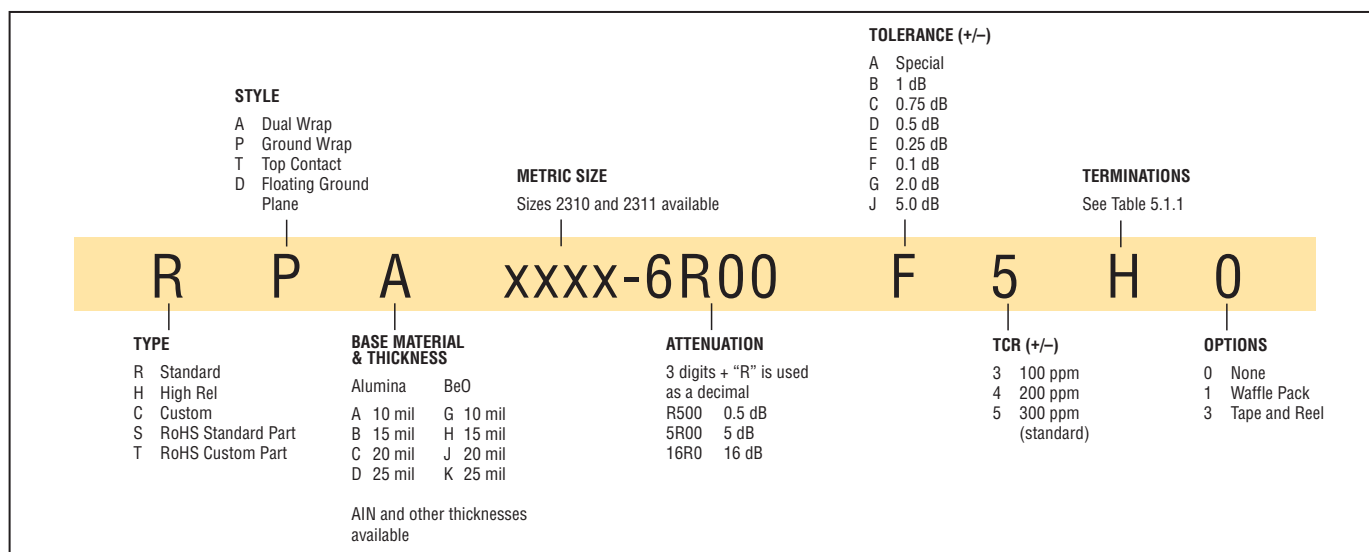 TOLERANCE (+/–)
A Special
B 1 dB
C 0.75 dB
D 0.5 dB
E 0.25 dB
F 0.1 dB
G 2.0 dB
J 5.0 dB
STYLE
A Dual Wrap
P Ground Wrap
T Top Contact
D Floating Ground
Plane
METRIC SIZE
Sizes 2310 and 2311 available
TERMINATIONS
See Table 5.1.1
R P A xxxx-6R00 F 5 H 0
TYPE
R Standard
H High Rel
C Custom
S RoHS Standard Part
T RoHS Custom Part
BASE MATERIAL
& THICKNESS
Alumina BeO
A 10 mil G 10 mil
B 15 mil H 15 mil
C 20 mil J 20 mil
D 25 mil K 25 mil
AIN and other thicknesses
available
ATTENUATION
3 digits + “R” is used
as a decimal
R500 0.5 dB
5R00 5 dB
16R0 16 dB
TCR (+/–)
3 100 ppm
4 200 ppm
5 300 ppm
(standard)
OPTIONS
0 None
1 Waffle Pack
3 Tape and Reel